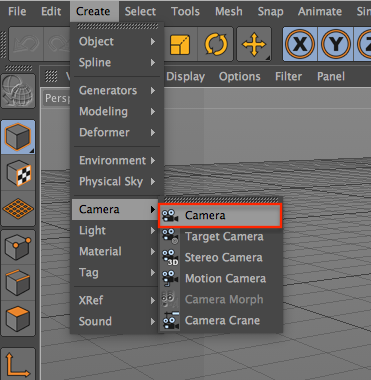 File Edit Create Select Tools Mesh Snap Animate Simul
Display Options Filter Panel
Persp
Object
Spline
Generators
Modeling
Deformer
Environment
Physical Sky
Camera
Light
Material
Tag
XRef
Sound
Camera
Target Camera
Stereo Camera
3D
Motion Camera
Camera Morph
Camera Crane
X Y Z